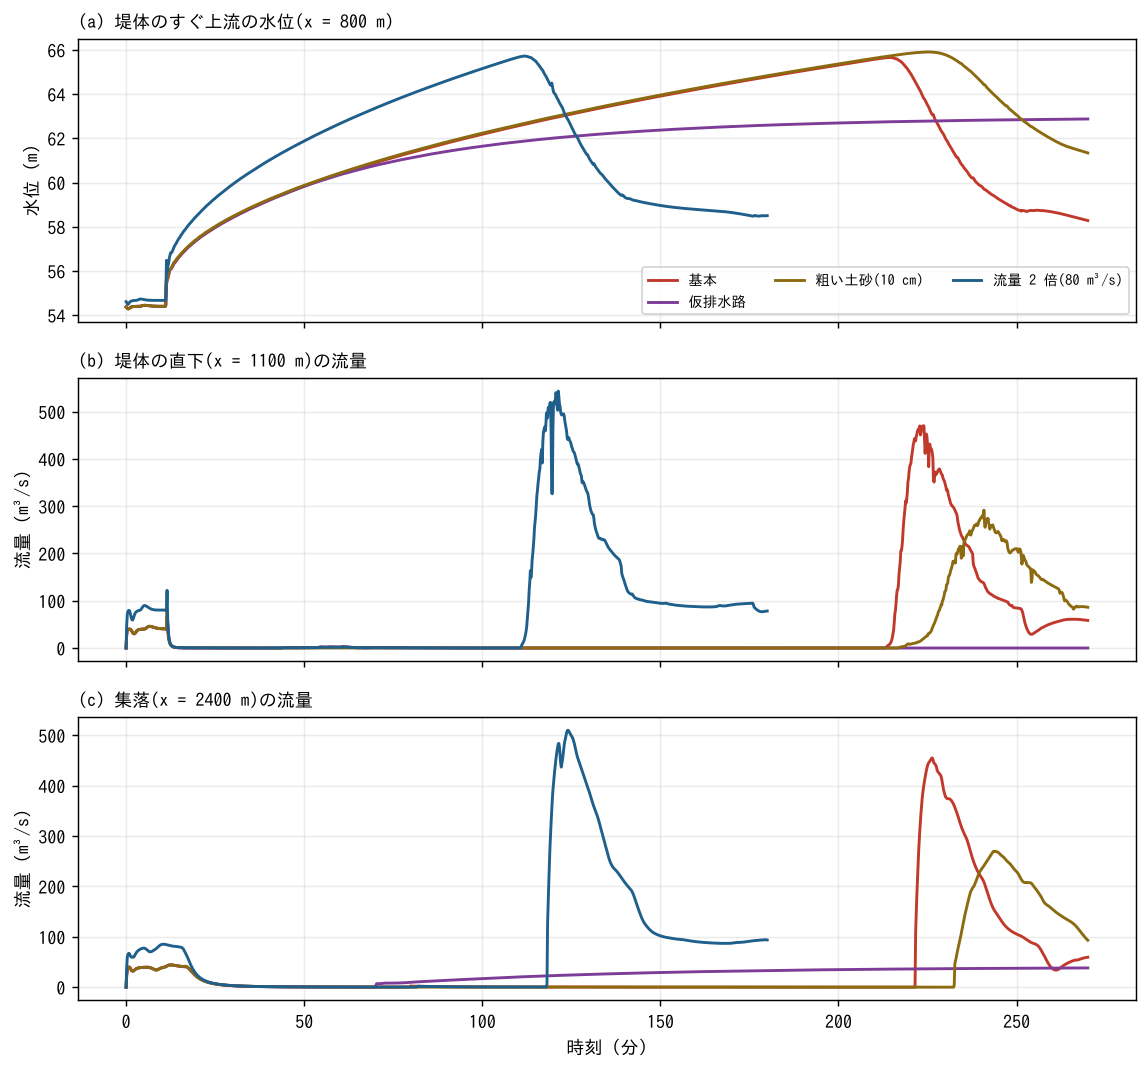 (a) 堤体のすぐ上流の水位(x = 800 m)
水位 (m)
66
64
62
60
58
56
54
基本
粗い土砂(10 cm)
流量 2 倍(80 m³/s)
仮排水路
(b) 堤体の直下(x = 1100 m)の流量
流量 (m³/s)
500
400
300
200
100
0
(c) 集落(x = 2400 m)の流量
流量 (m³/s)
500
400
300
200
100
0
0 50 100 150 200 250
時刻 (分)